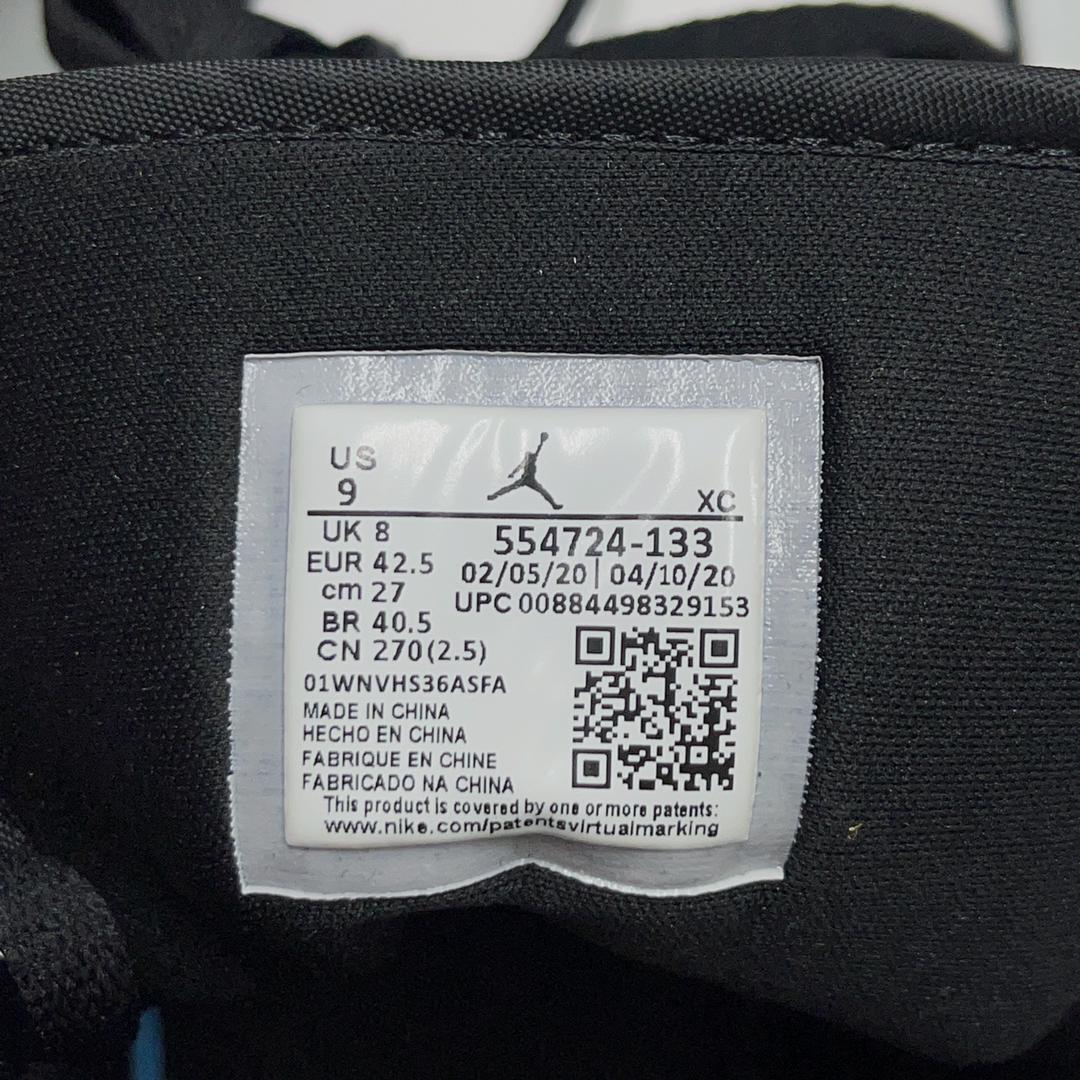 US
9
XC
UK 8
EUR 42.5
cm 27
BR 40.5
CN 270(2.5)
554724-133
02/05/20 | 04/10/20
UPC 00884498329153
01WNVHS36ASFA
MADE IN CHINA
HECHO EN CHINA
FABRIQUE EN CHINE
FABRICADO NA CHINA
This product is covered by one or more patents:
www.nike.com/patentsvirtualmarking